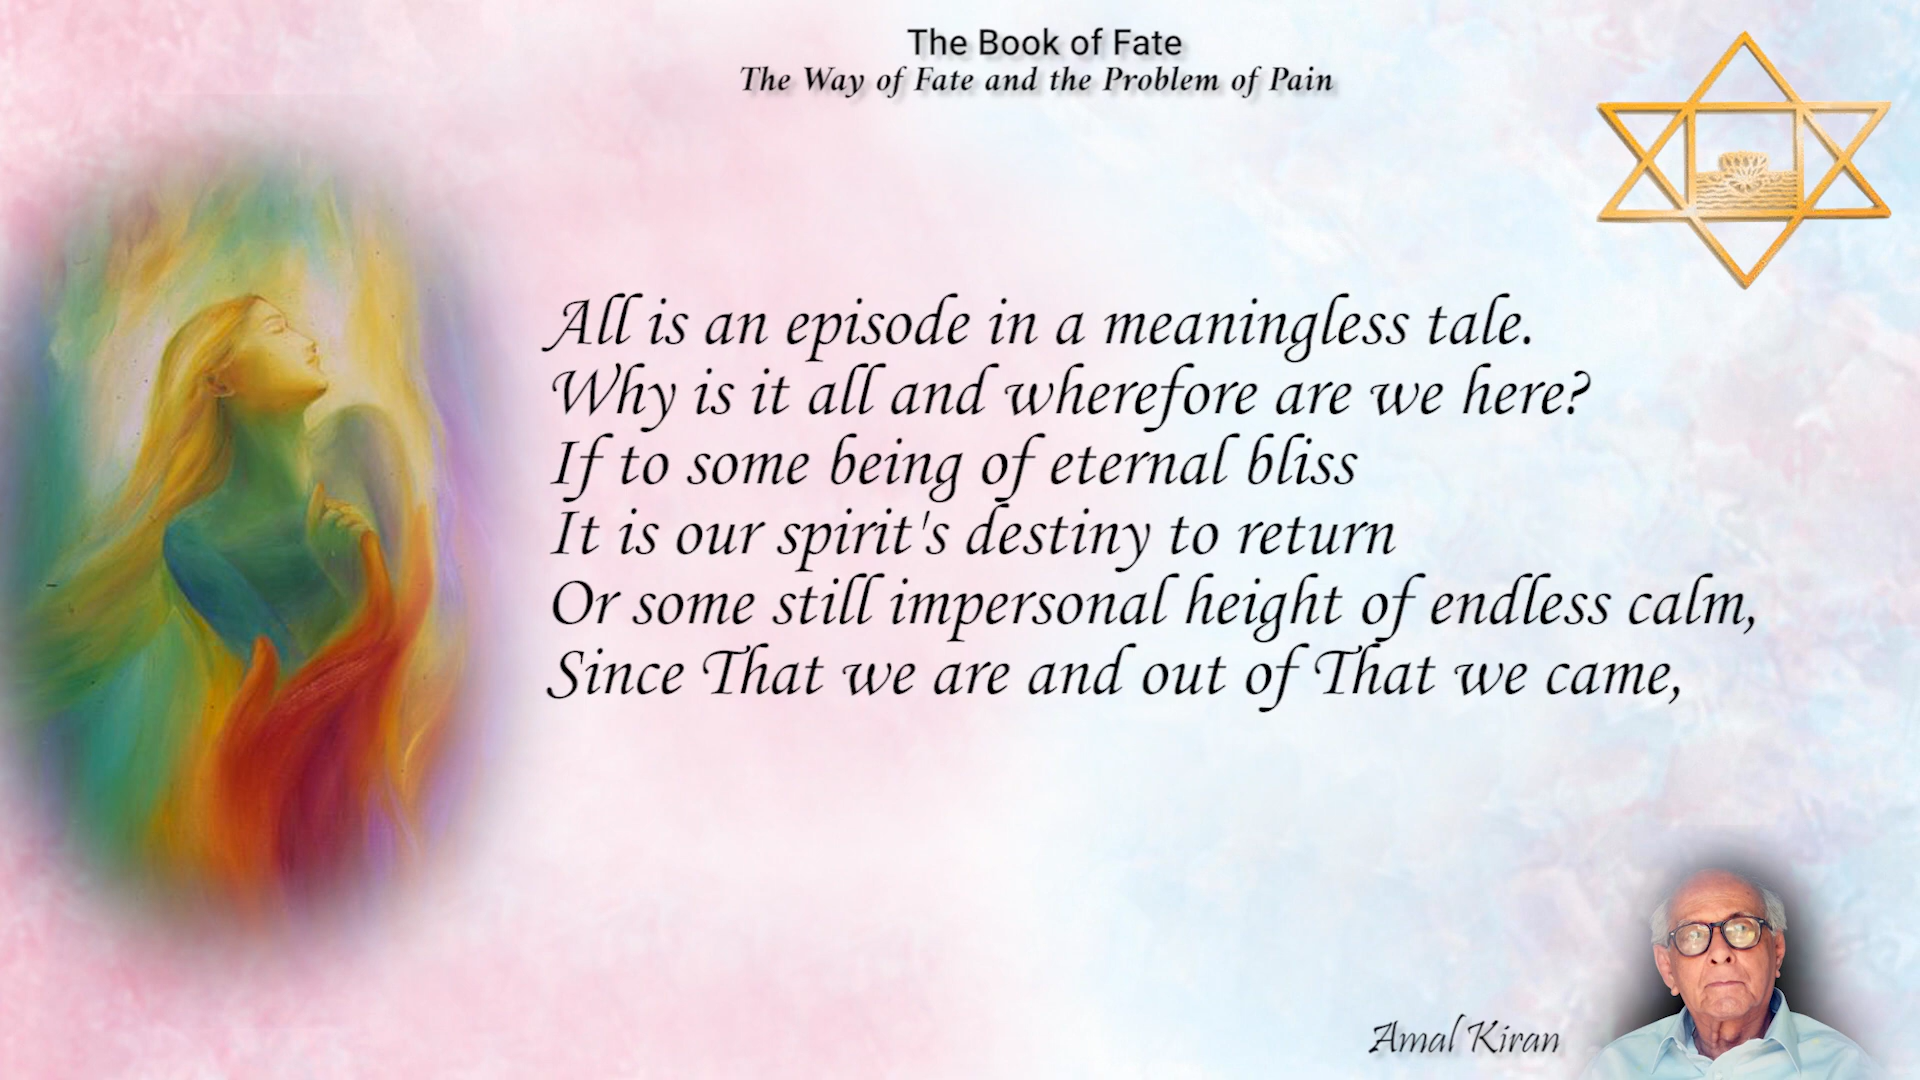 The Book of Fate
The Way of Fate and the Problem of Pain
All is an episode in a meaningless tale.
Why is it all and wherefore are we here?
If to some being of eternal bliss
It is our spirit's destiny to return
Or some still impersonal height of endless calm,
Since That we are and out of That we came,
Amal Kiran